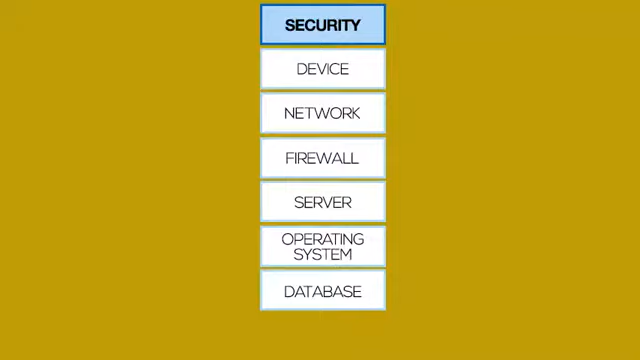 SECURITY
DEVICE
NETWORK
FIREWALL
SERVER
OPERATING
SYSTEM
DATABASE